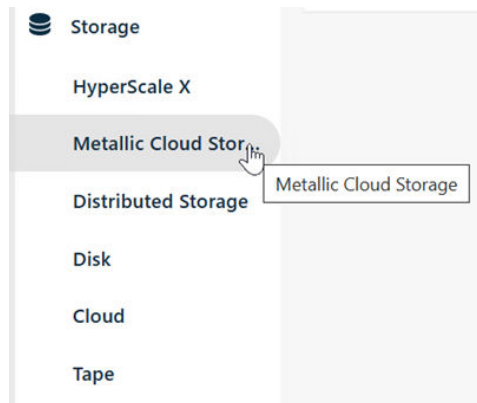 Storage
HyperScale X
Metallic Cloud Stor...
Metallic Cloud Storage
Distributed Storage
Disk
Cloud
Tape